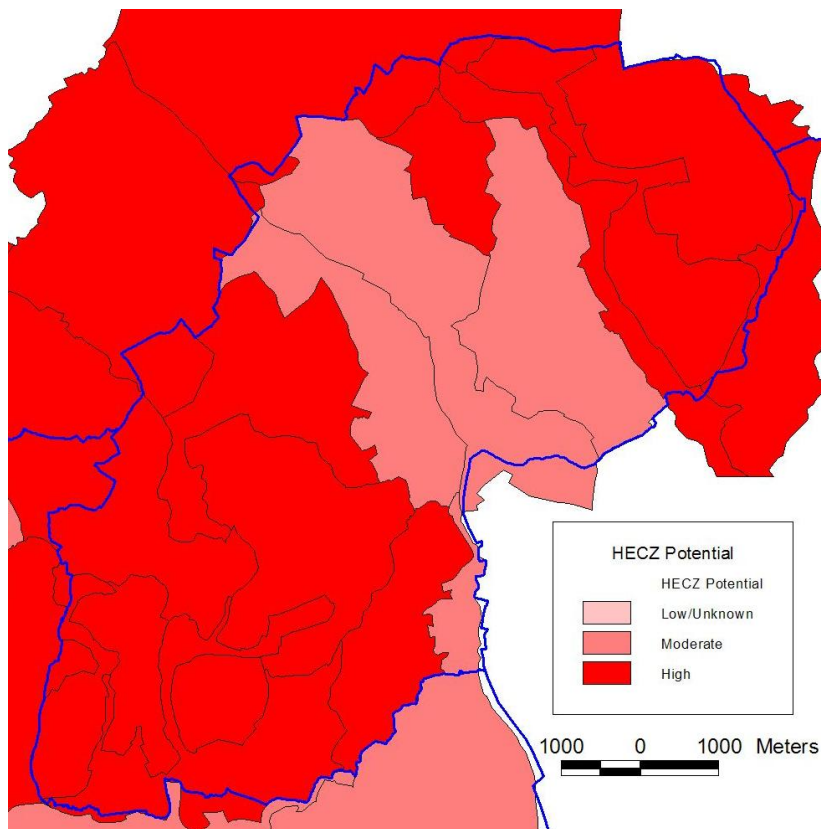 HECZ Potential
HECZ Potential
Low/Unknown
Moderate
High
1000 0 1000 Meters